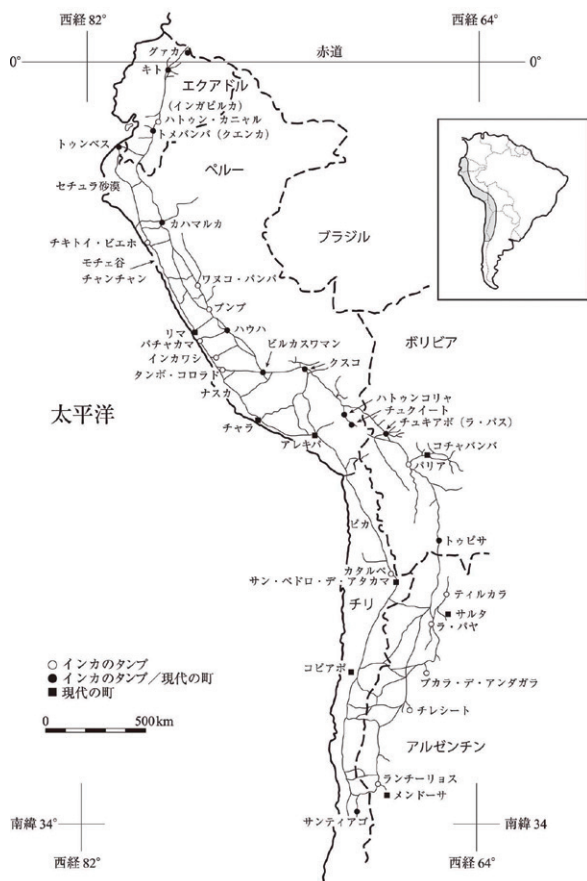 西経 82°
西経 64°
グァカ
赤道
0°
0°
キト
エクアドル
(インガピルカ)
ハトゥン・カニャル
トメバンバ(クエンカ)
トゥンベス
ペルー
セチュラ砂漠
カハマルカ
チキトイ・ビエホ
ブラジル
モチェ谷
チャンチャン
ワヌコ・パンパ
プンプ
リマ
ハウハ
ビルカスワマン
パチャカマ
クスコ
ボリビア
インカワシ
タンボ・コロラド
ナスカ
ハトゥンコリャ
チュクイート
太平洋
チュキアボ(ラ・パス)
チャラ
コチャバンバ
アレキパ
パリア
ピカ
トゥピサ
カタルペ
サン・ペドロ・デ・アタカマ
ティルカラ
チリ
サルタ
ラ・パヤ
○ インカのタンプ
コピアポ
● インカのタンプ/現代の町
プカラ・デ・アンダガラ
■ 現代の町
チレシート
0 500 km
アルゼンチン
ランチーリョス
メンドーサ
南緯 34°
サンティアゴ
南緯 34
西経 82°
西経 64°